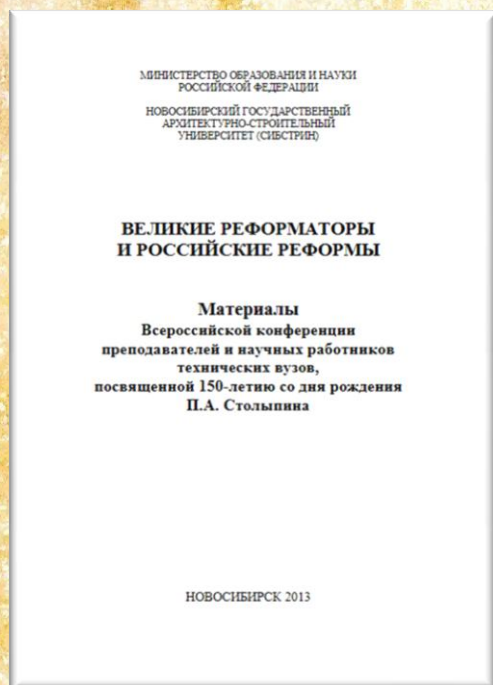 МИНИСТЕРСТВО ОБРАЗОВАНИЯ И НАУКИ
РОССИЙСКОЙ ФЕДЕРАЦИИ
НОВОСИБИРСКИЙ ГОСУДАРСТВЕННЫЙ
АРХИТЕКТУРНО-СТРОИТЕЛЬНЫЙ
УНИВЕРСИТЕТ (СИБСТРИН)
ВЕЛИКИЕ РЕФОРМАТОРЫ
И РОССИЙСКИЕ РЕФОРМЫ
Материалы
Всероссийской конференции
преподавателей и научных работников
технических вузов,
посвященной 150-летию со дня рождения
П.А. Столыпина
НОВОСИБИРСК 2013